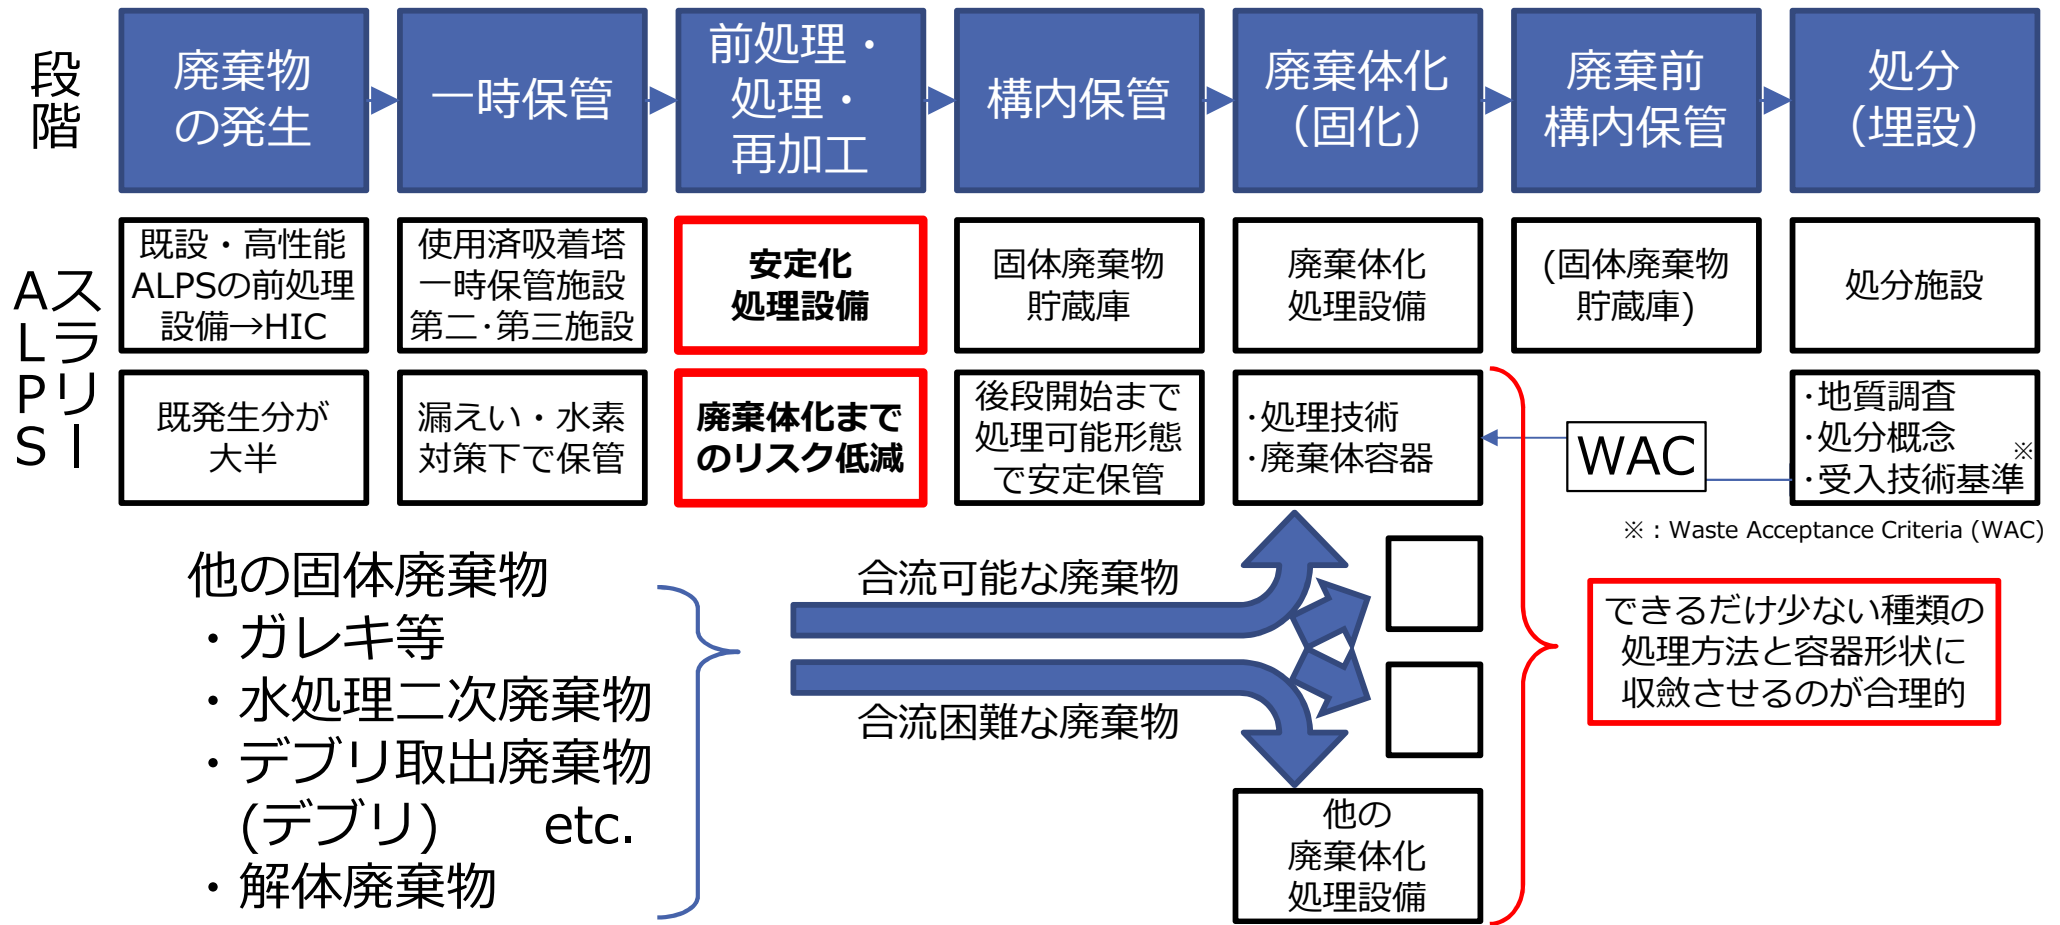 段階
廃棄物
の発生
一時保管
前処理・
処理・
再加工
構内保管
廃棄体化
（固化）
廃棄前
構内保管
処分
（埋設）
ALPS
スラリー
既設・高性能
ALPSの前処理
設備→HIC
使用済吸着塔
一時保管施設
第二･第三施設
安定化
処理設備
固体廃棄物
貯蔵庫
廃棄体化
処理設備
(固体廃棄物
貯蔵庫)
処分施設
既発生分が
大半
漏えい・水素
対策下で保管
廃棄体化まで
のリスク低減
後段開始まで
処理可能形態
で安定保管
･処理技術
･廃棄体容器
WAC
･地質調査
･処分概念
･受入技術基準※
※：Waste Acceptance Criteria (WAC)
他の固体廃棄物
・ガレキ等
・水処理二次廃棄物
・デブリ取出廃棄物
(デブリ) etc.
・解体廃棄物
合流可能な廃棄物
合流困難な廃棄物
他の
廃棄体化
処理設備
できるだけ少ない種類の
処理方法と容器形状に
収斂させるのが合理的